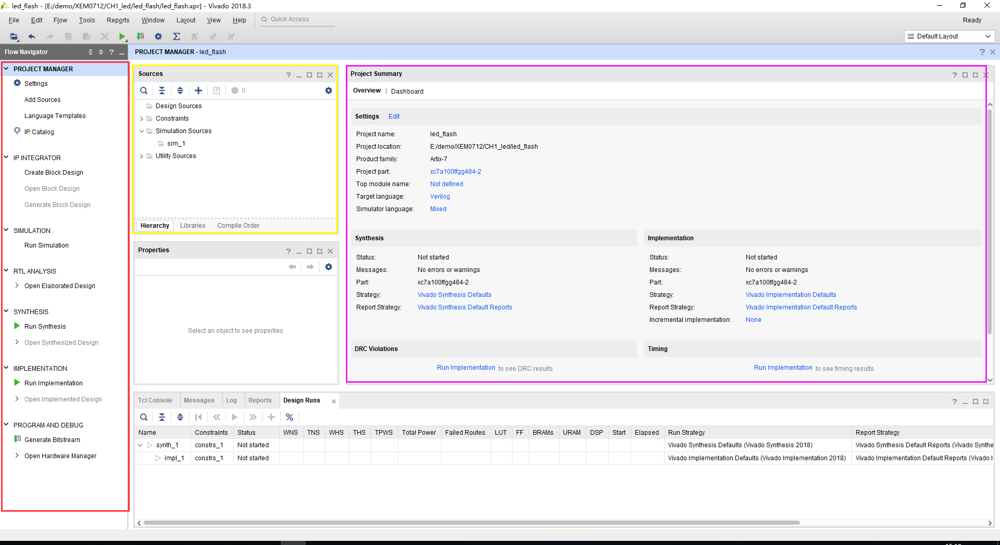 led_flash - [E:/demo/XEM0712/CH1_led/led_flash/led_flash.xpr] - Vivado 2018.3
File Edit Flow Tools Reports Window Layout View Help Quick Access
Ready
Default Layout
Flow Navigator
PROJECT MANAGER
Settings
Add Sources
Language Templates
IP Catalog
IP INTEGRATOR
Create Block Design
Open Block Design
Generate Block Design
SIMULATION
Run Simulation
RTL ANALYSIS
Open Elaborated Design
SYNTHESIS
Run Synthesis
Open Synthesized Design
IMPLEMENTATION
Run Implementation
Open Implemented Design
PROGRAM AND DEBUG
Generate Bitstream
Open Hardware Manager
PROJECT MANAGER - led_flash
Sources
0
Design Sources
Constraints
Simulation Sources
sim_1
Utility Sources
Hierarchy Libraries Compile Order
Properties
Select an object to see properties
Project Summary
Overview | Dashboard
Settings Edit
Project name: led_flash
Project location: E:/demo/XEM0712/CH1_led/led_flash
Product family: Artix-7
Project part: xc7a100tfgg484-2
Top module name: Not defined
Target language: Verilog
Simulator language: Mixed
Synthesis
Status: Not started
Messages: No errors or warnings
Part: xc7a100tfgg484-2
Strategy: Vivado Synthesis Defaults
Report Strategy: Vivado Synthesis Default Reports
Implementation
Status: Not started
Messages: No errors or warnings
Part: xc7a100tfgg484-2
Strategy: Vivado Implementation Defaults
Report Strategy: Vivado Implementation Default Reports
Incremental implementation: None
DRC Violations
Run Implementation to see DRC results
Timing
Run Implementation to see timing results
Tcl Console Messages Log Reports Design Runs
Name Constraints Status WNS TNS WHS THS TPWS Total Power Failed Routes LUT FF BRAMs URAM DSP Start Elapsed Run Strategy Report Strategy
synth_1 constrs_1 Not started Vivado Synthesis Defaults (Vivado Synthesis 2018) Vivado Synthesis Default Reports (Vivado Synthe
impl_1 constrs_1 Not started Vivado Implementation Defaults (Vivado Implementation 2018) Vivado Implementation Default Reports (Vivado I